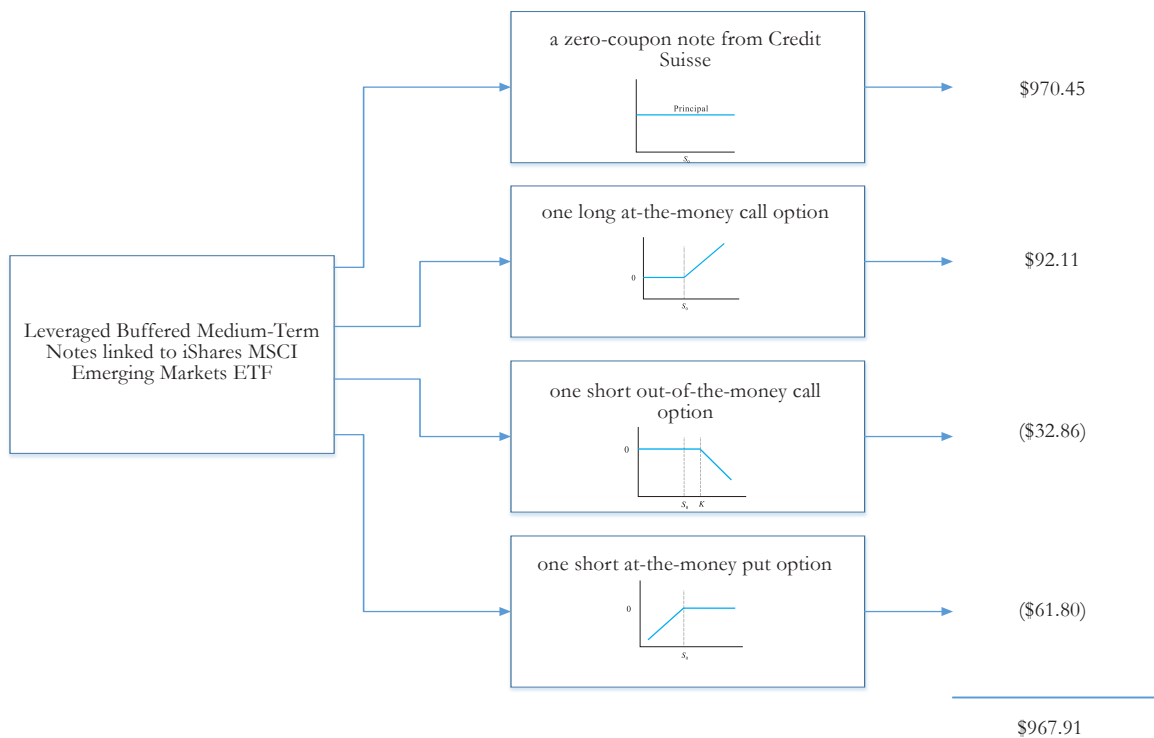 Leveraged Buffered Medium-Term
Notes linked to iShares MSCI
Emerging Markets ETF
a zero-coupon note from Credit
Suisse
Principal
S₀
$970.45
one long at-the-money call option
0
S₀
$92.11
one short out-of-the-money call
option
0
S₀ K
($32.86)
one short at-the-money put option
0
S₀
($61.80)
$967.91